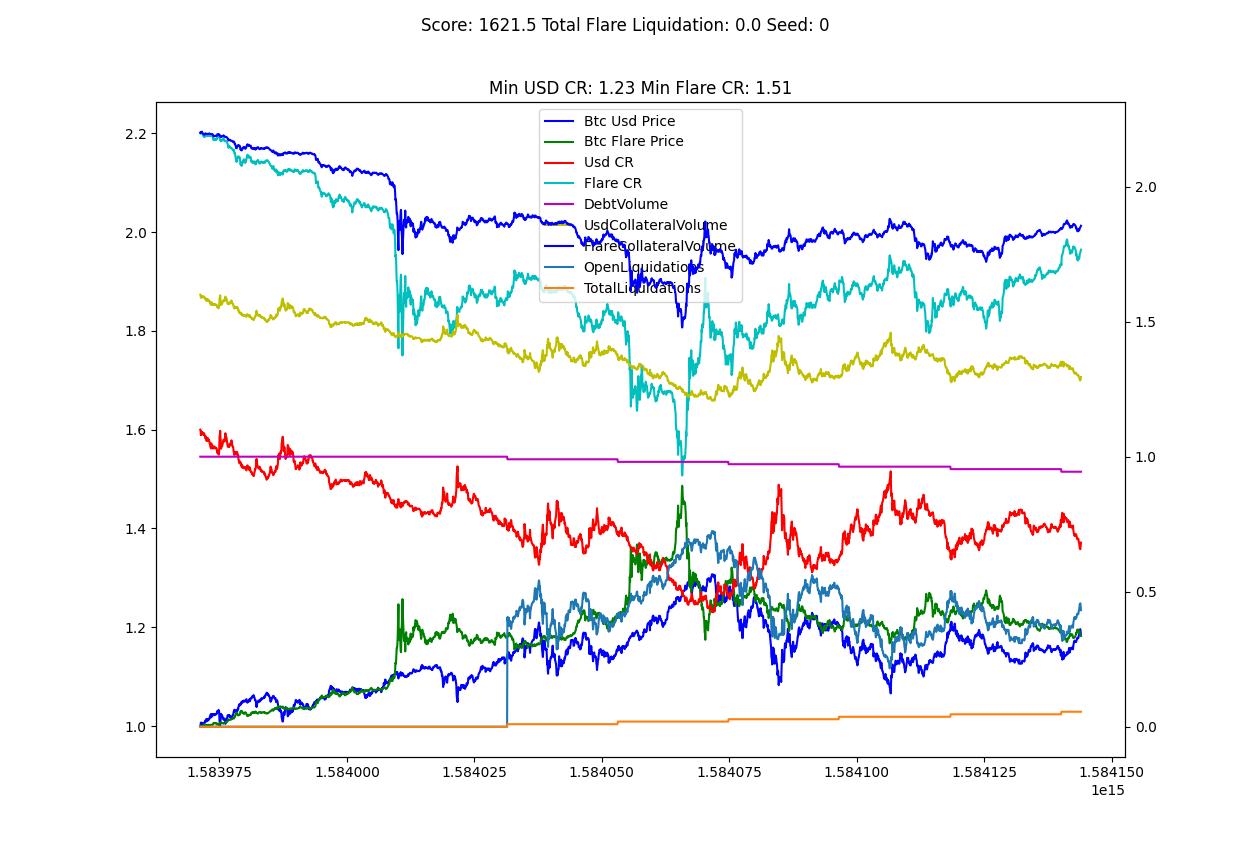 Score: 1621.5 Total Flare Liquidation: 0.0 Seed: 0
Min USD CR: 1.23 Min Flare CR: 1.51
Btc Usd Price
Btc Flare Price
Usd CR
Flare CR
DebtVolume
UsdCollateralVolume
FlareCollateralVolume
OpenLiquidations
TotalLiquidations
2.2
2.0
1.8
1.6
1.4
1.2
1.0
2.0
1.5
1.0
0.5
0.0
1.583975 1.584000 1.584025 1.584050 1.584075 1.584100 1.584125 1.584150
1e15